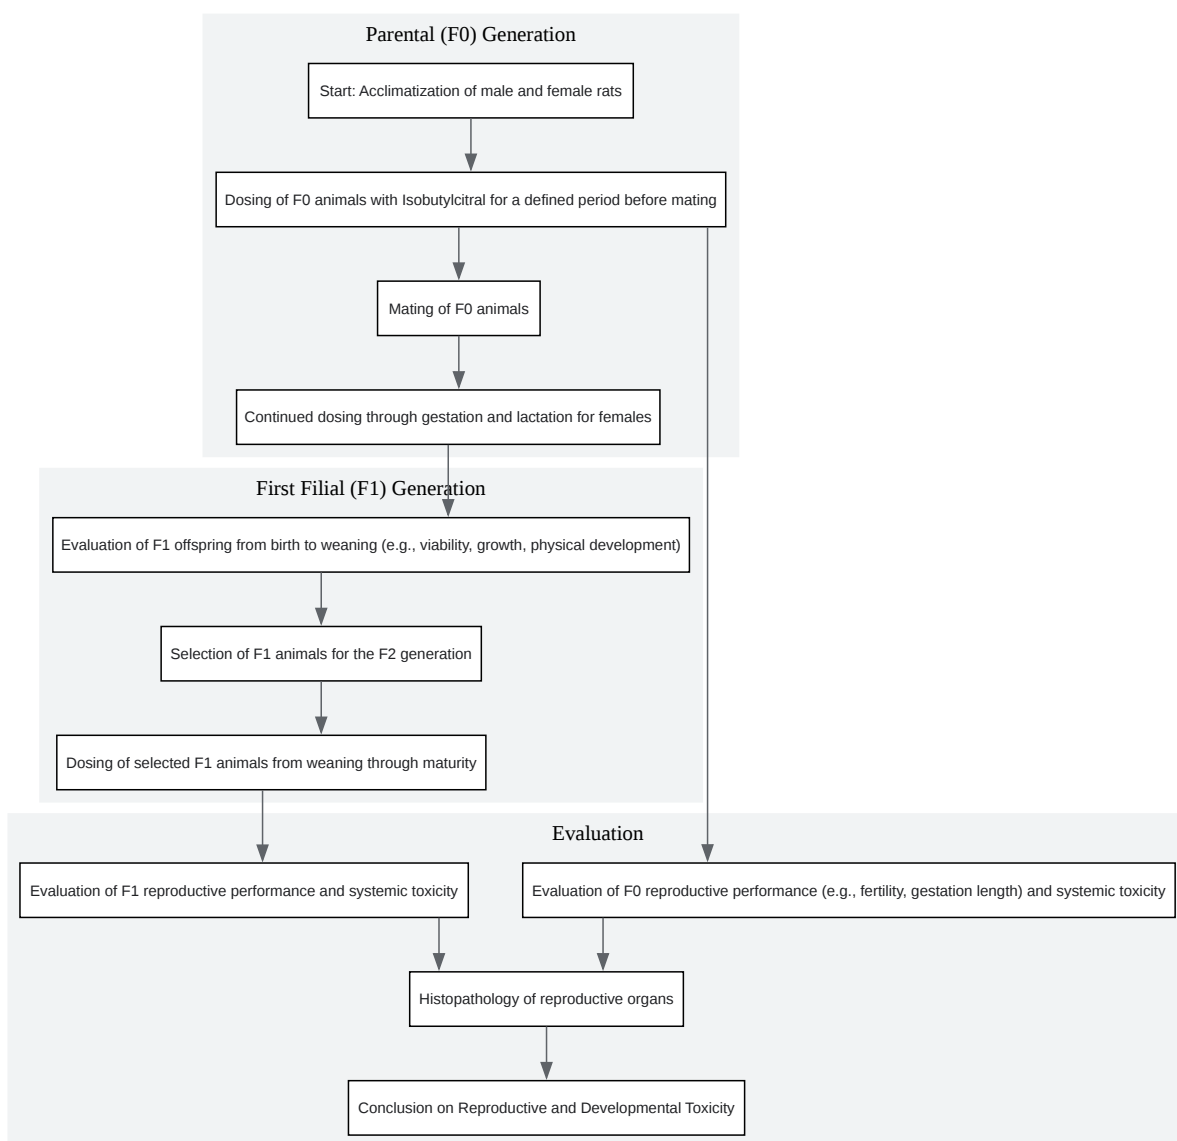 Parental (F0) Generation
Start: Acclimatization of male and female rats
Dosing of F0 animals with Isobutylcitral for a defined period before mating
Mating of F0 animals
Continued dosing through gestation and lactation for females
First Filial (F1) Generation
Evaluation of F1 offspring from birth to weaning (e.g., viability, growth, physical development)
Selection of F1 animals for the F2 generation
Dosing of selected F1 animals from weaning through maturity
Evaluation
Evaluation of F1 reproductive performance and systemic toxicity
Evaluation of F0 reproductive performance (e.g., fertility, gestation length) and systemic toxicity
Histopathology of reproductive organs
Conclusion on Reproductive and Developmental Toxicity